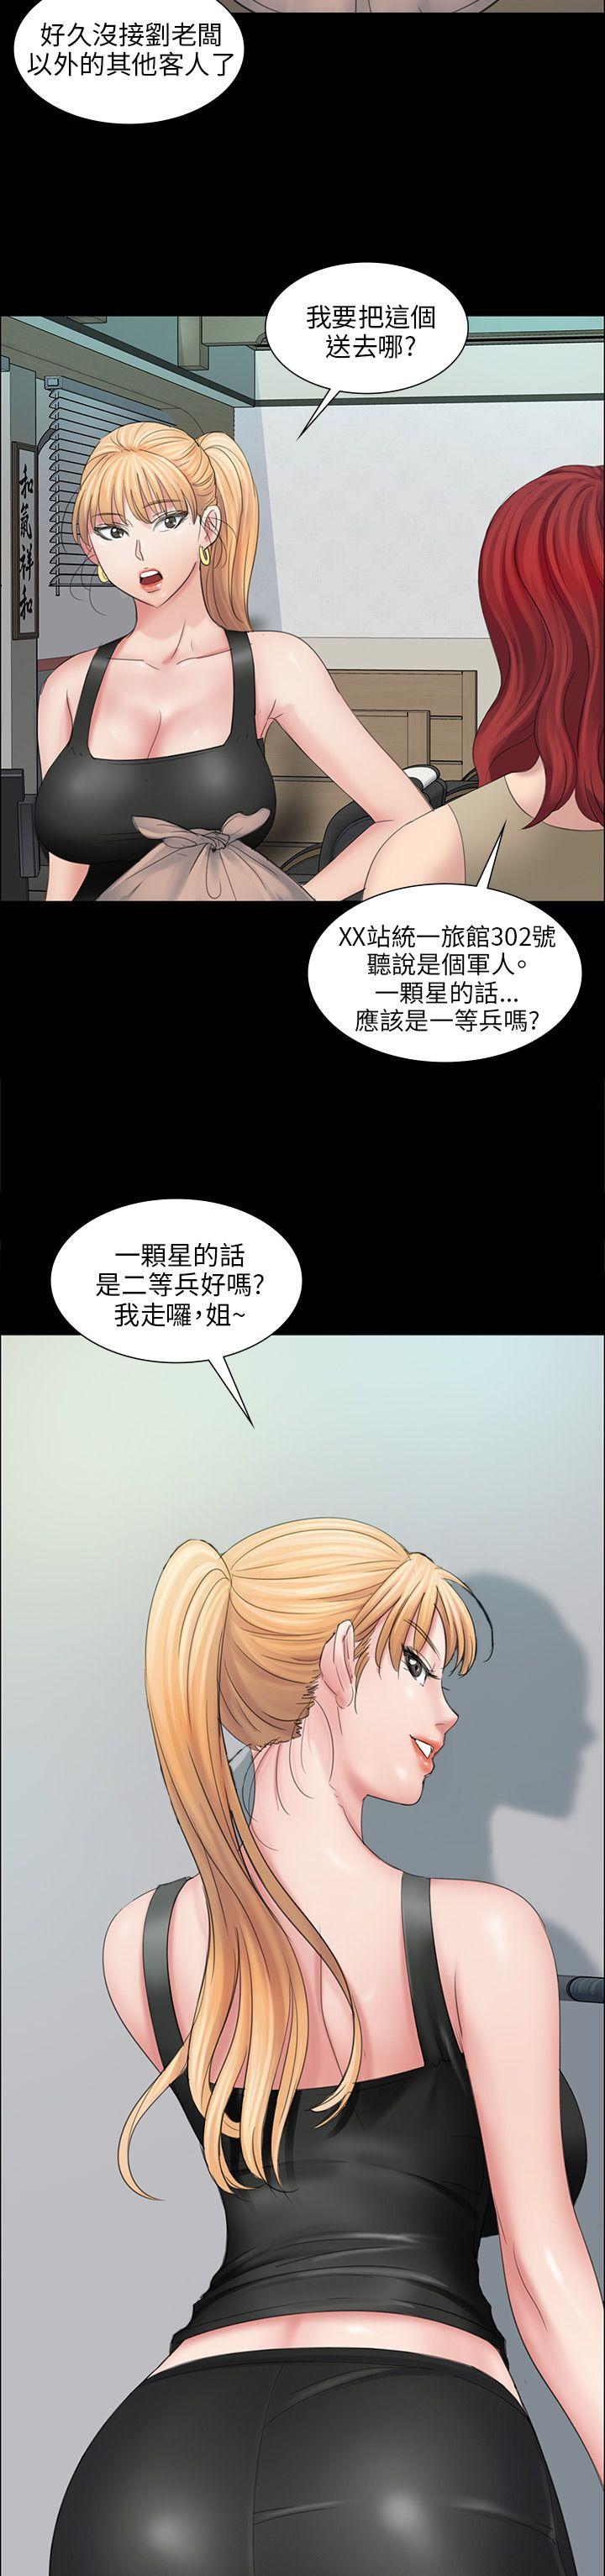 好久沒接劉老闆
以外的其他客人了
我要把這個
送去哪?
和氣祥和
XX站統一旅館302號
聽說是個軍人。
一顆星的話...
應該是一等兵嗎?
一顆星的話
是二等兵好嗎?
我走囉,姐~